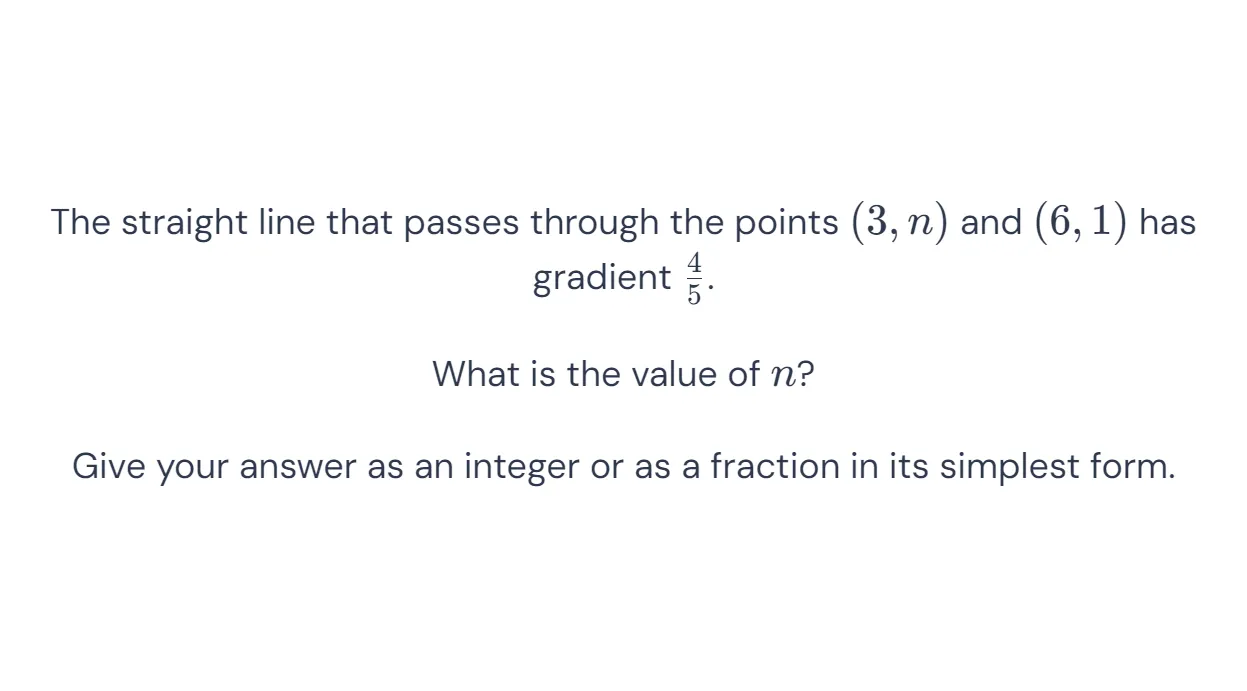 The straight line that passes through the points (3, n) and (6, 1) has
gradient 4/5.
What is the value of n?
Give your answer as an integer or as a fraction in its simplest form.